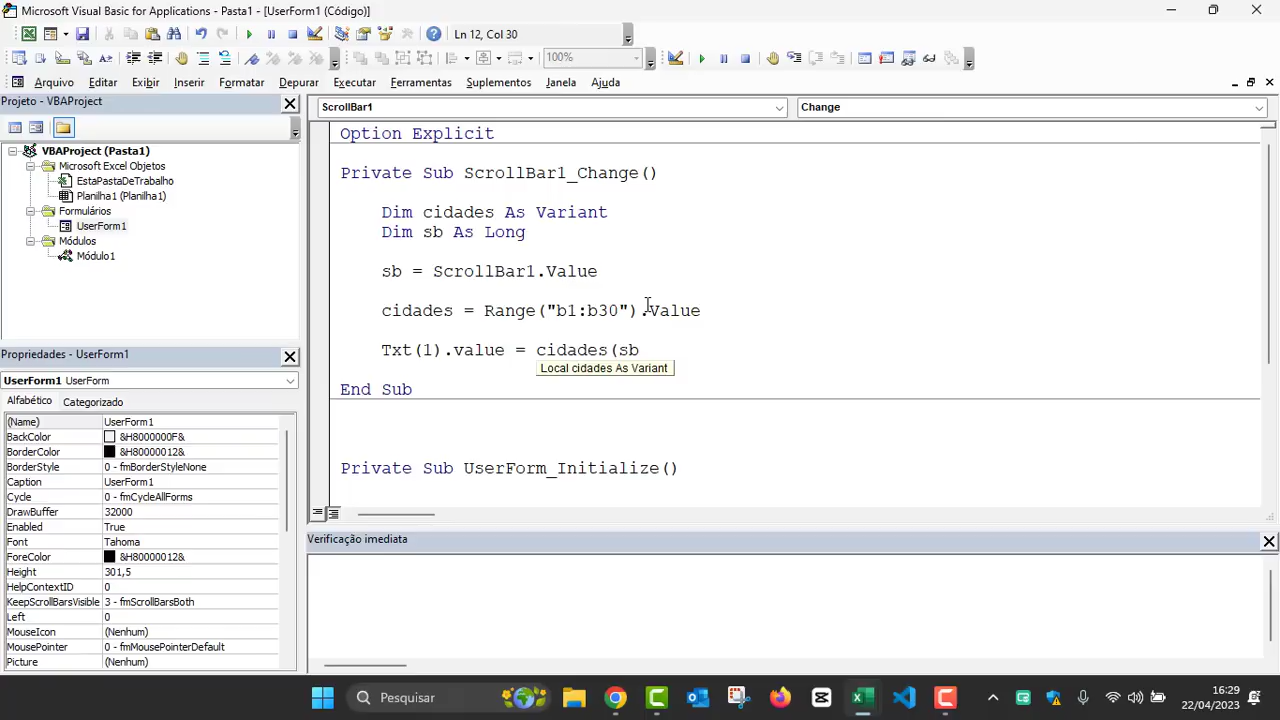 Microsoft Visual Basic for Applications - Pasta1 - [UserForm1 (Código)]
Ln 12, Col 30
100%
Arquivo Editar Exibir Inserir Formatar Depurar Executar Ferramentas Suplementos Janela Ajuda
Projeto - VBAProject
VBAProject (Pasta1)
Microsoft Excel Objetos
EstaPastaDeTrabalho
Planilha1 (Planilha1)
Formulários
UserForm1
Módulos
Módulo1
Propriedades - UserForm1
UserForm1 UserForm
Alfabético Categorizado
(Name) UserForm1
BackColor &H8000000F&
BorderColor &H80000012&
BorderStyle 0 - fmBorderStyleNone
Caption UserForm1
Cycle 0 - fmCycleAllForms
DrawBuffer 32000
Enabled True
Font Tahoma
ForeColor &H80000012&
Height 301,5
HelpContextID 0
KeepScrollBarsVisible 3 - fmScrollBarsBoth
Left 0
MouseIcon (Nenhum)
MousePointer 0 - fmMousePointerDefault
Picture (Nenhum)
ScrollBar1 Change
Option Explicit
Private Sub ScrollBar1_Change()
Dim cidades As Variant
Dim sb As Long
sb = ScrollBar1.Value
cidades = Range("b1:b30").Value
Txt(1).value = cidades(sb
Local cidades As Variant
End Sub
Private Sub UserForm_Initialize()
Verificação imediata
Pesquisar
16:29
22/04/2023